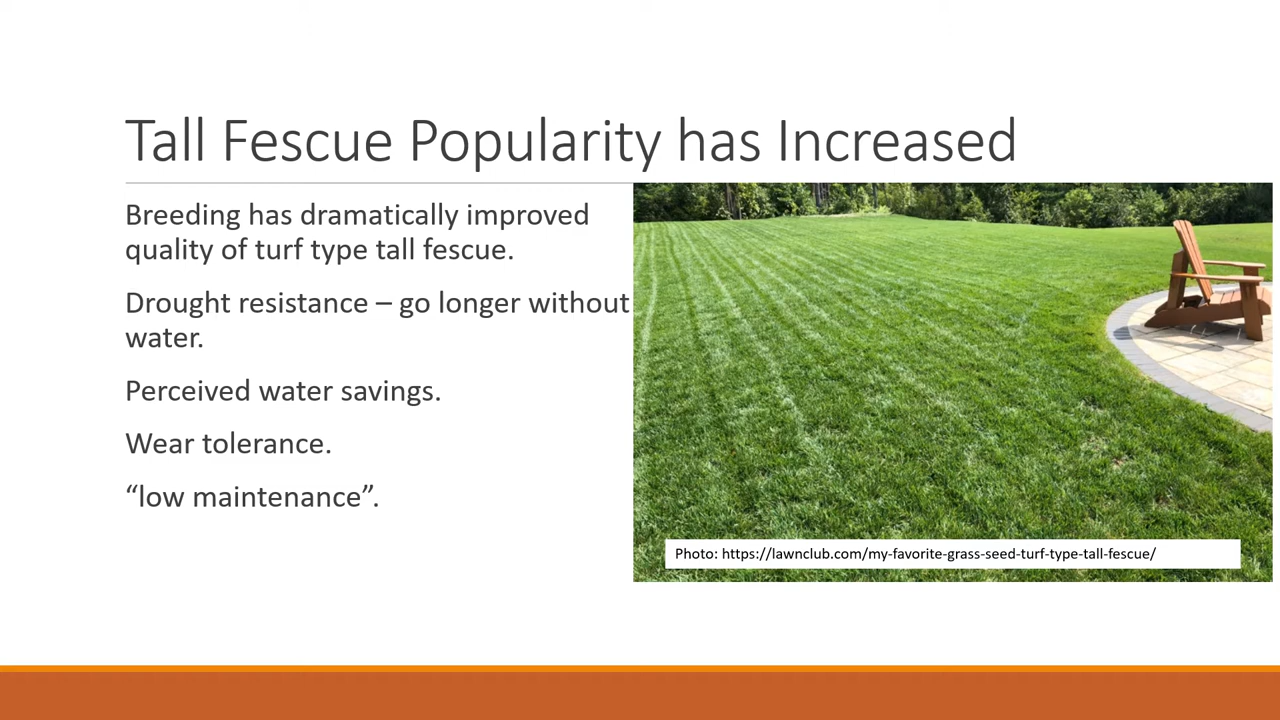 Tall Fescue Popularity has Increased
Breeding has dramatically improved
quality of turf type tall fescue.
Drought resistance – go longer without
water.
Perceived water savings.
Wear tolerance.
“low maintenance”.
Photo: https://lawnclub.com/my-favorite-grass-seed-turf-type-tall-fescue/